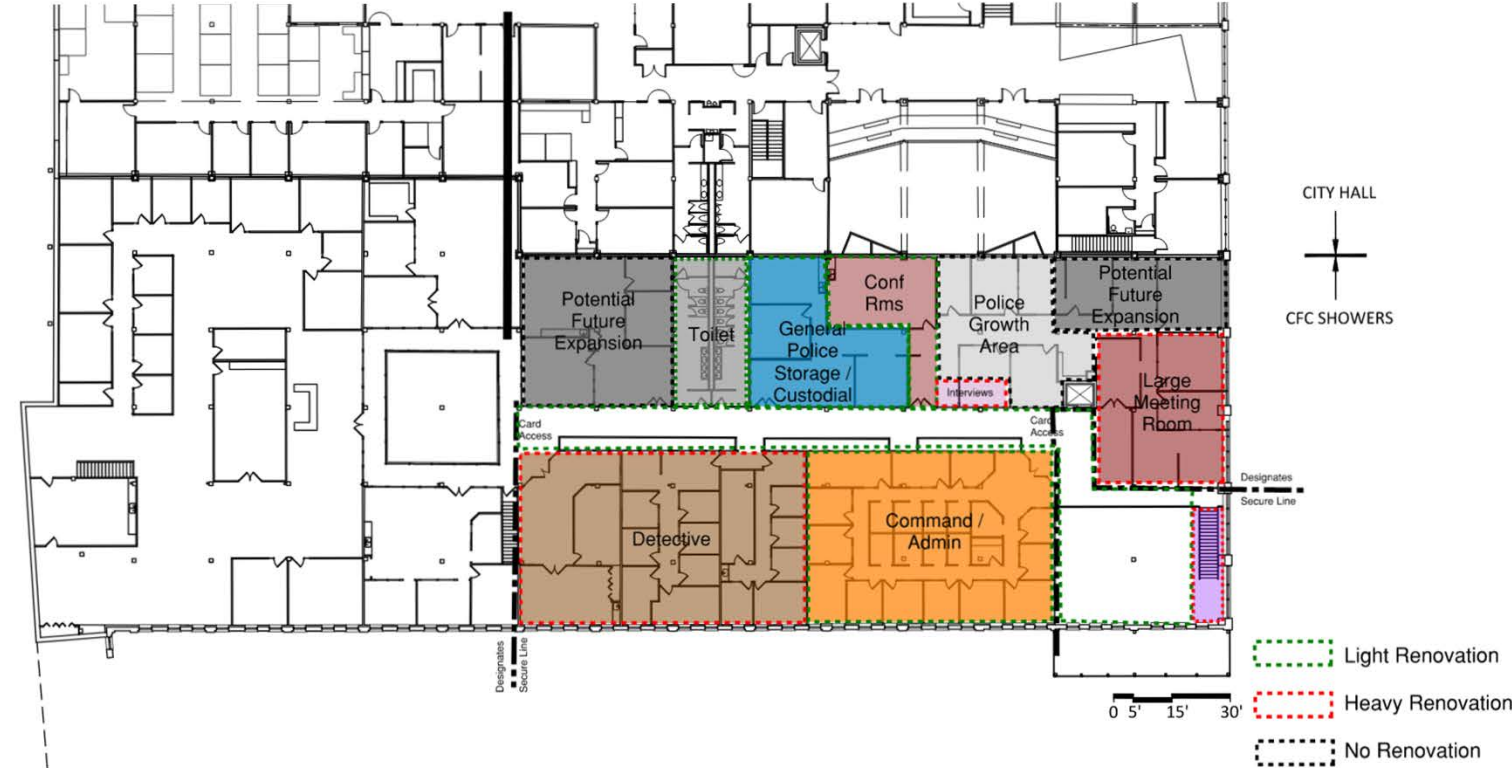 CITY HALL
CFC SHOWERS
Potential
Future
Expansion
Toilet
General
Police
Storage /
Custodial
Conf
Rms
Police
Growth
Area
Interviews
Potential
Future
Expansion
Large
Meeting
Room
Card
Access
Card
Access
Designates
Secure Line
Detective
Command /
Admin
Designates
Secure Line
0 5' 15' 30'
Light Renovation
Heavy Renovation
No Renovation